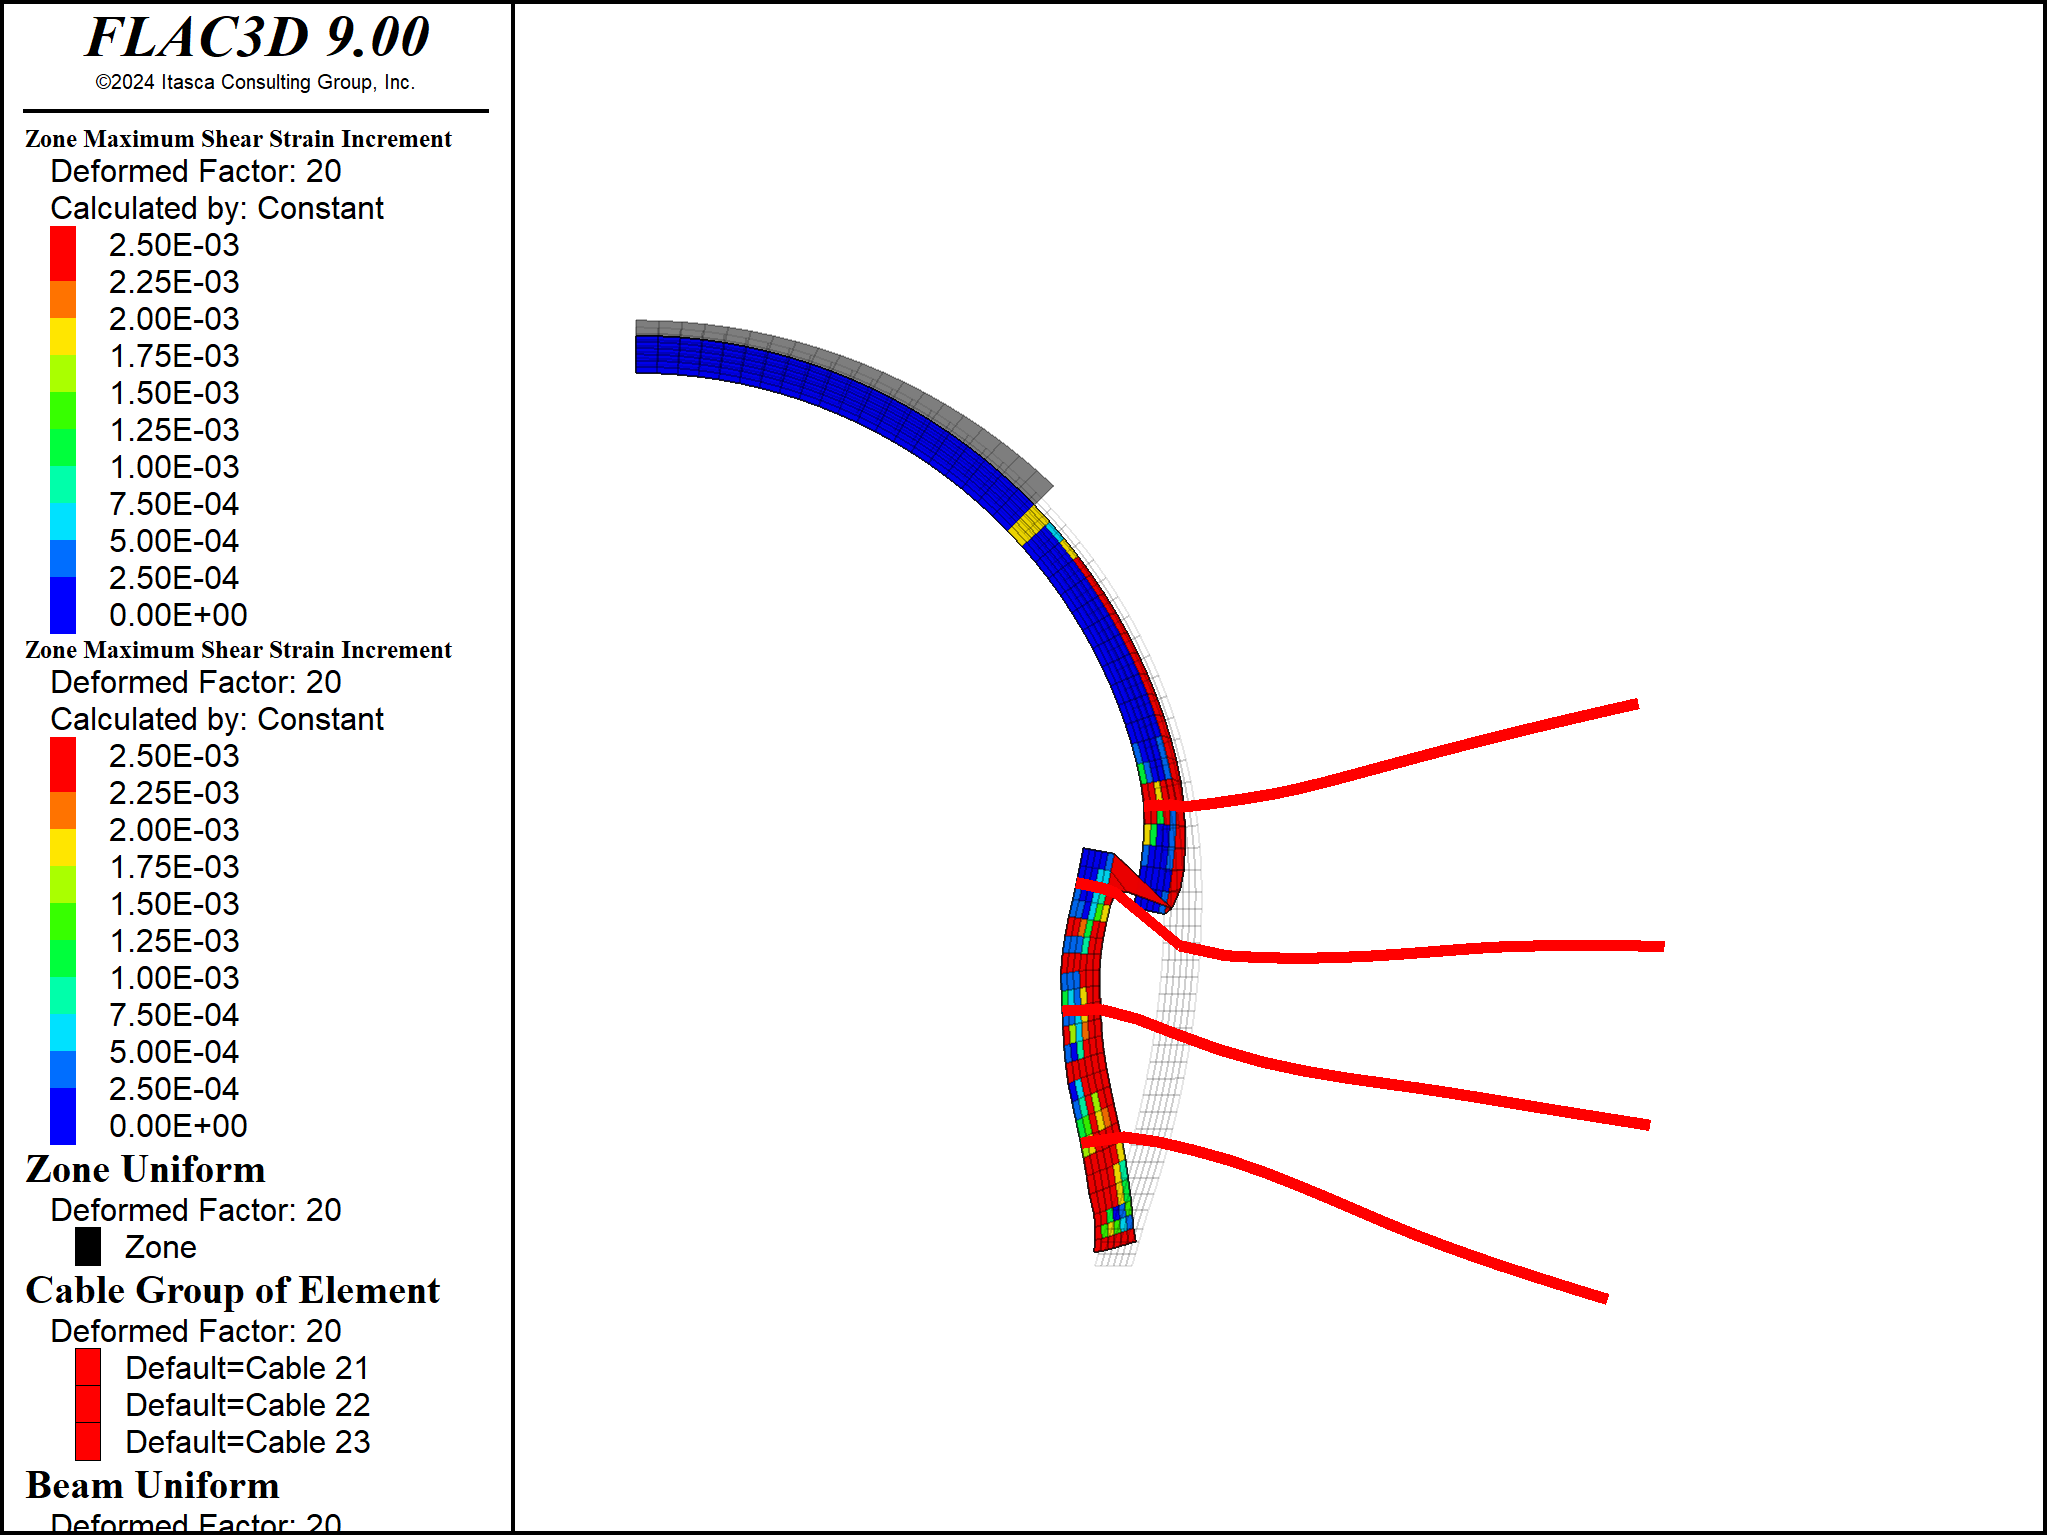 FLAC3D 9.00
©2024 Itasca Consulting Group, Inc.
Zone Maximum Shear Strain Increment
Deformed Factor: 20
Calculated by: Constant
2.50E-03
2.25E-03
2.00E-03
1.75E-03
1.50E-03
1.25E-03
1.00E-03
7.50E-04
5.00E-04
2.50E-04
0.00E+00
Zone Maximum Shear Strain Increment
Deformed Factor: 20
Calculated by: Constant
2.50E-03
2.25E-03
2.00E-03
1.75E-03
1.50E-03
1.25E-03
1.00E-03
7.50E-04
5.00E-04
2.50E-04
0.00E+00
Zone Uniform
Deformed Factor: 20
Zone
Cable Group of Element
Deformed Factor: 20
Default=Cable 21
Default=Cable 22
Default=Cable 23
Beam Uniform
Deformed Factor: 20